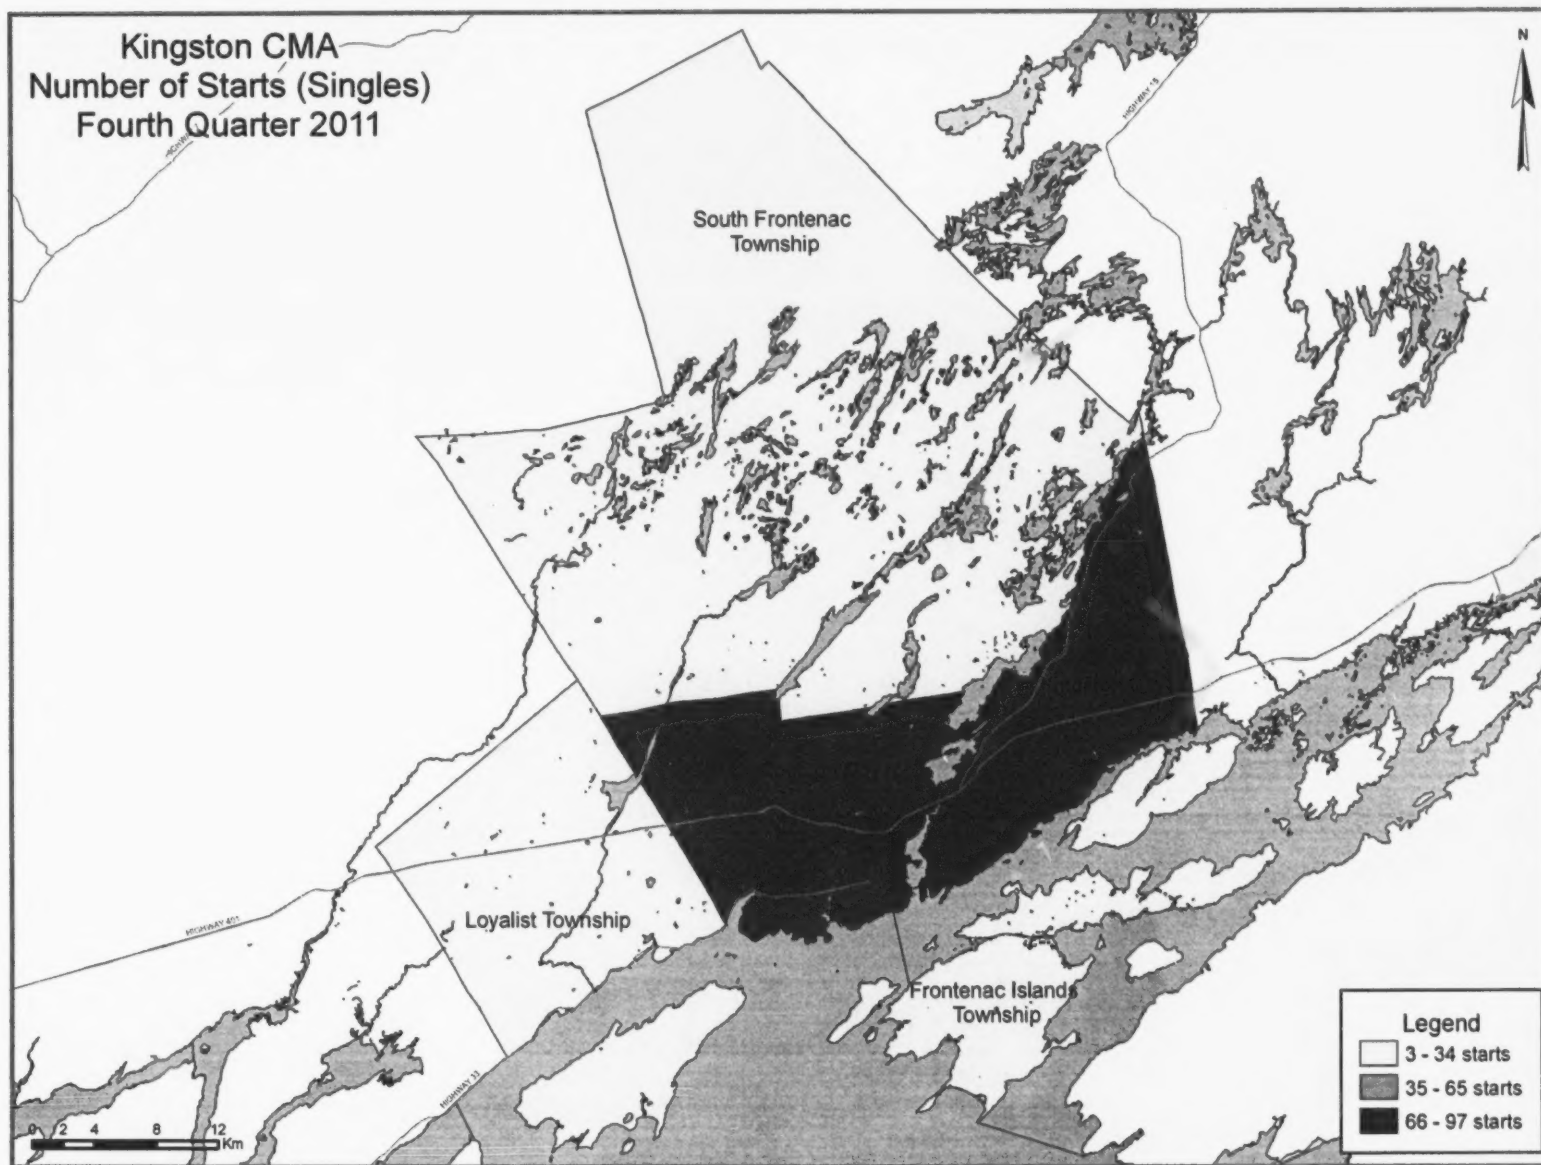 Kingston CMA
Number of Starts (Singles)
Fourth Quarter 2011
N
HIGHWAY 15
South Frontenac
Township
HIGHWAY 401
Loyalist Township
Frontenac Islands
Township
HIGHWAY 33
0 2 4 8 12
Km
Legend
3 - 34 starts
35 - 65 starts
66 - 97 starts